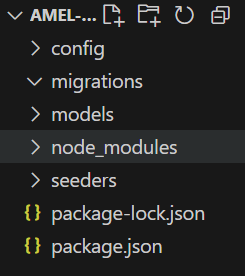 AMEL-...
config
migrations
models
node_modules
seeders
{} package-lock.json
{} package.json